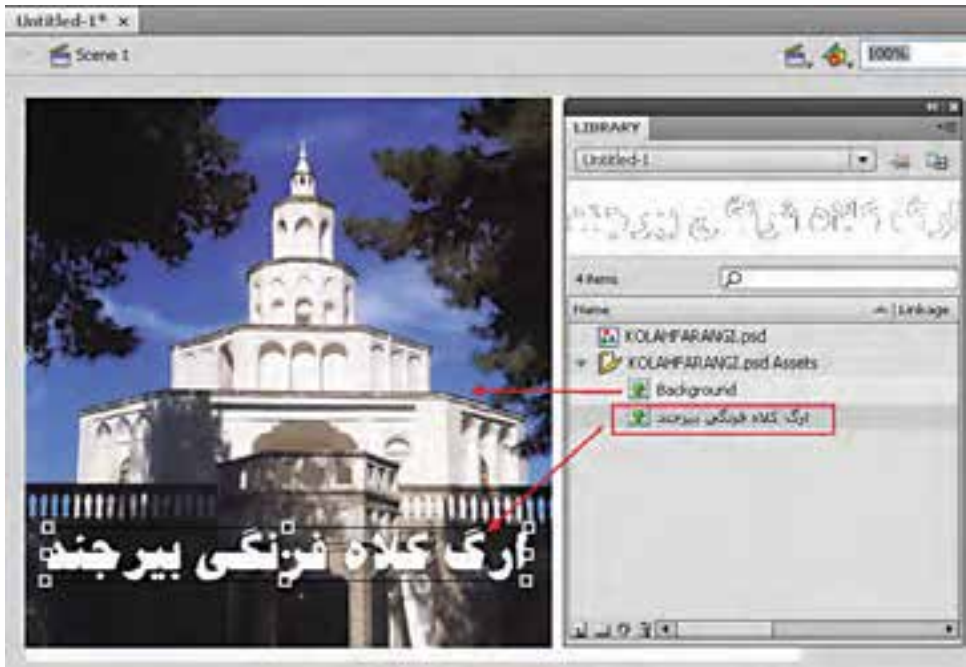 Untitled-1* ×
Scene 1
100%
LIBRARY
Untitled-1
4 items
Name
Linkage
KOLAHFARANGI.psd
KOLAHFARANGI.psd Assets
Background
ارگ کلاه فرنگی بیرجند
ارگ کلاه فرنگی بیرجند